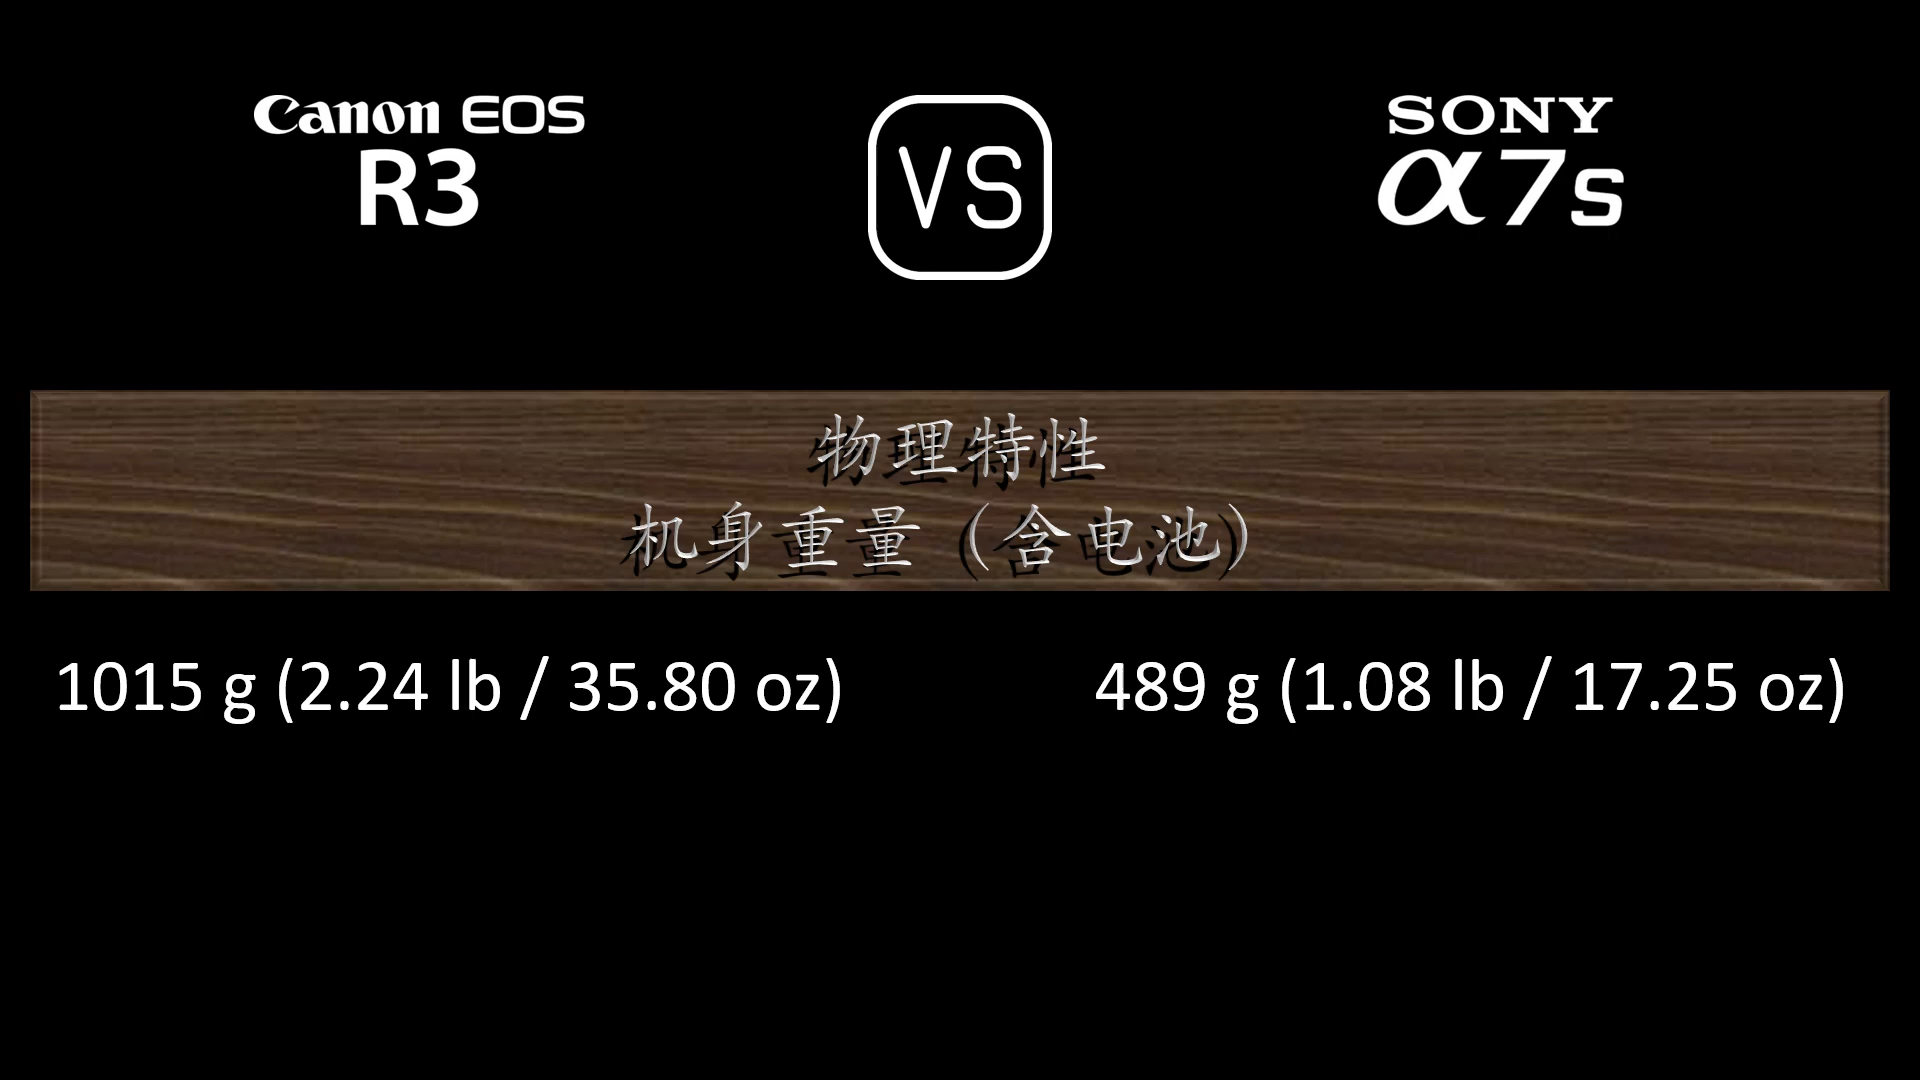 Canon EOS
R3
VS
SONY
α7s
物理特性
机身重量（含电池）
1015 g (2.24 lb / 35.80 oz)
489 g (1.08 lb / 17.25 oz)